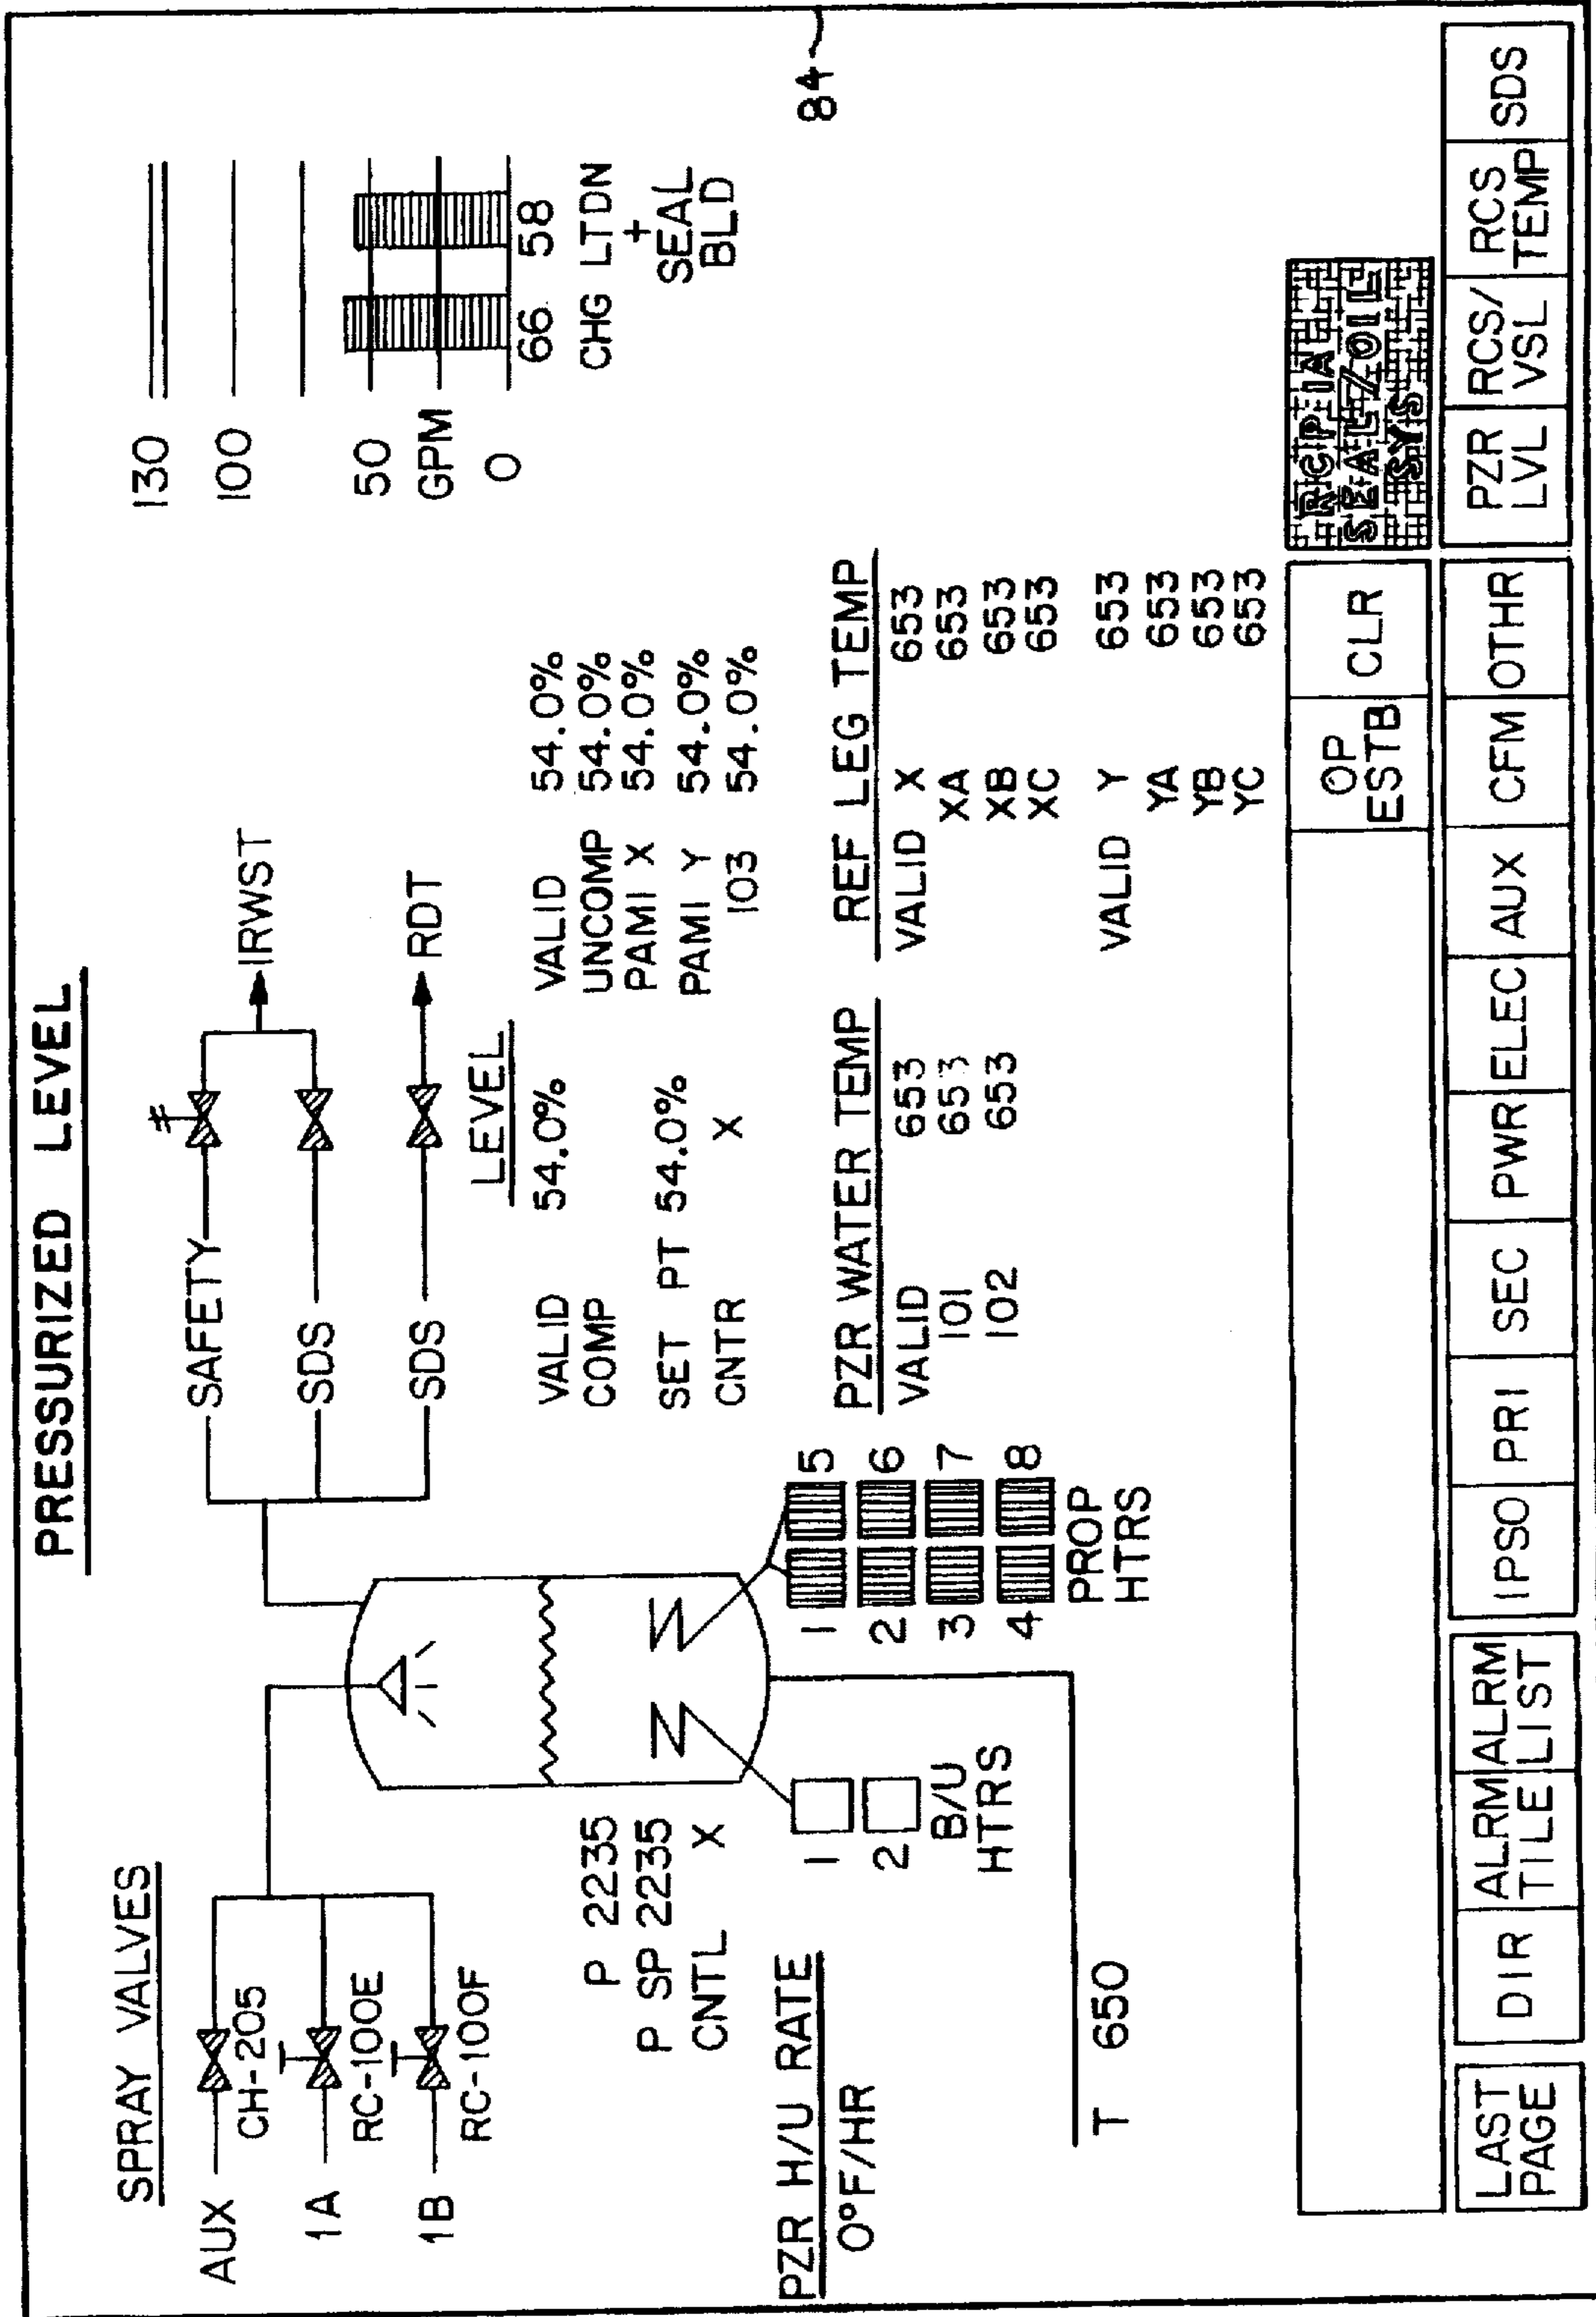 PRESSURIZED LEVEL
SPRAY VALVES
AUX
CH-205
1A
RC-100E
1B
RC-100F
SAFETY
SDS
SDS
IRWST
RDT
130
100
50
GPM
0
66 58
CHG LTDN
+
SEAL
BLD
P 2235
P SP 2235
CNTL X
PZR H/U RATE
0°F/HR
T 650
1
2
B/U
HTRS
1 5
2 6
3 7
4 8
PROP
HTRS
LEVEL
VALID 54.0% VALID 54.0%
COMP UNCOMP 54.0%
PAMI X 54.0%
SET PT 54.0% PAMI Y 54.0%
CNTR X 103 54.0%
PZR WATER TEMP
VALID 653
101 653
102 653
REF LEG TEMP
VALID X 653
XA 653
XB 653
XC 653
VALID Y 653
YA 653
YB 653
YC 653
84
OP
ESTB
CLR
RCP 1A
SEAL/OIL
SYS
LAST
PAGE
DIR
ALRM
TILE
ALRM
LIST
IPSO
PRI
SEC
PWR
ELEC
AUX
CFM
OTHR
PZR
LVL
RCS/
VSL
RCS
TEMP
SDS